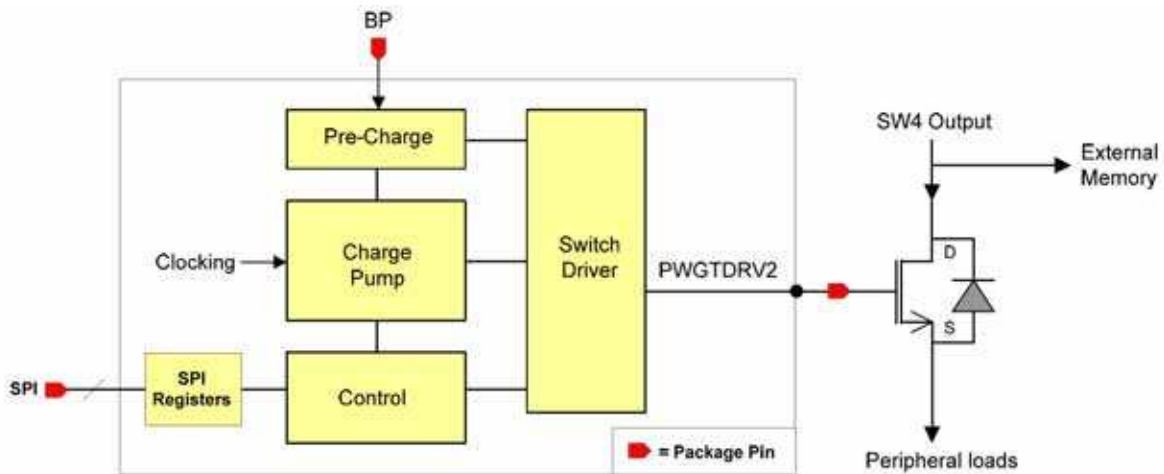 BP
Pre-Charge
SW4 Output
External
Memory
Clocking
Charge
Pump
Switch
Driver
PWGTDRV2
D
S
SPI
SPI
Registers
Control
= Package Pin
Peripheral loads